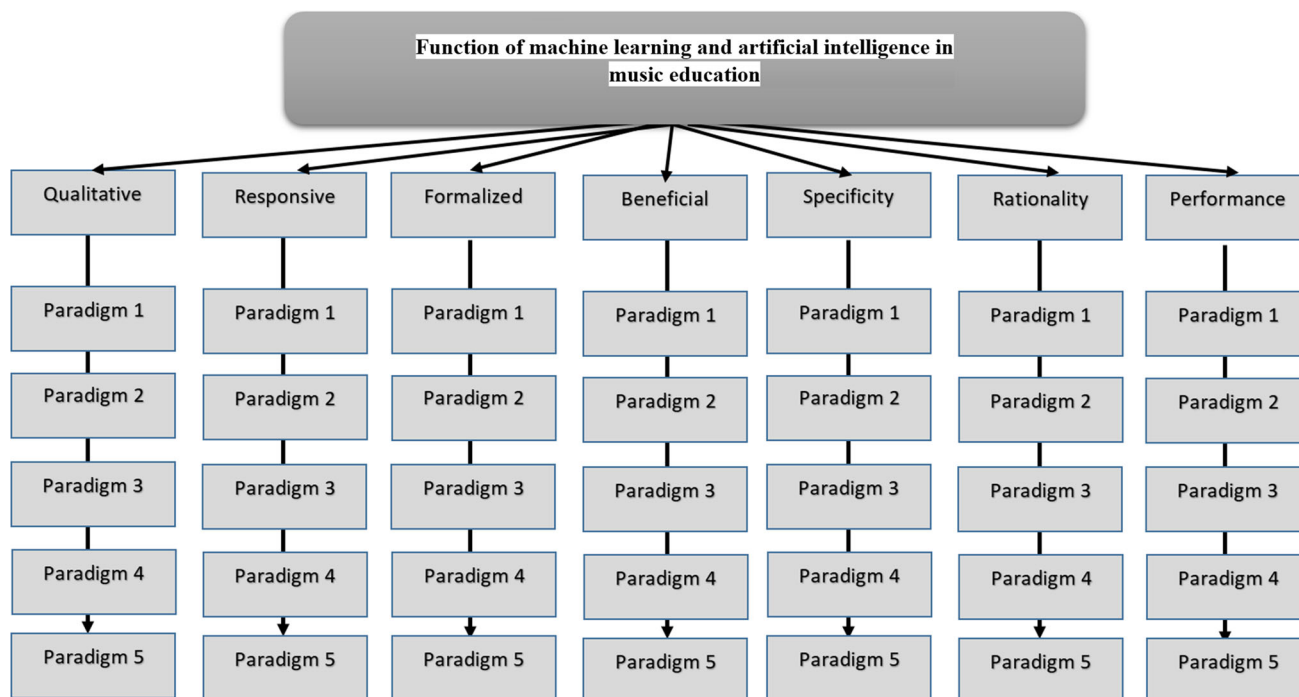 Function of machine learning and artificial intelligence in
music education
Qualitative
Responsive
Formalized
Beneficial
Specificity
Rationality
Performance
Paradigm 1
Paradigm 1
Paradigm 1
Paradigm 1
Paradigm 1
Paradigm 1
Paradigm 1
Paradigm 2
Paradigm 2
Paradigm 2
Paradigm 2
Paradigm 2
Paradigm 2
Paradigm 2
Paradigm 3
Paradigm 3
Paradigm 3
Paradigm 3
Paradigm 3
Paradigm 3
Paradigm 3
Paradigm 4
Paradigm 4
Paradigm 4
Paradigm 4
Paradigm 4
Paradigm 4
Paradigm 4
Paradigm 5
Paradigm 5
Paradigm 5
Paradigm 5
Paradigm 5
Paradigm 5
Paradigm 5